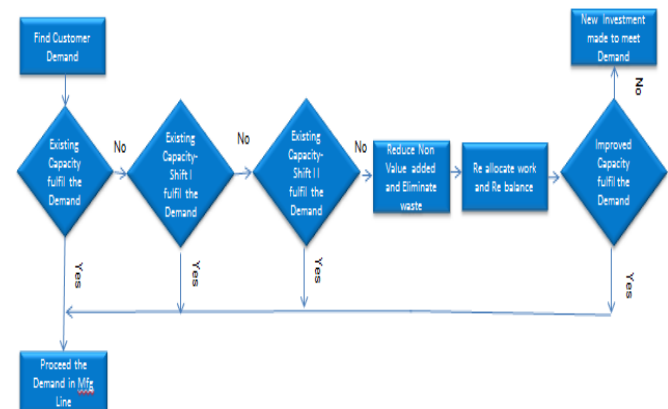 New Investment
made to meet
Demand
Find Customer
Demand
No
Existing
Capacity
fulfil the
Demand
No
Existing
Capacity-
Shift I
fulfil the
Demand
No
Existing
Capacity-
Shift I I
fulfil the
Demand
No
Reduce Non
Value added
and Eliminate
waste
Re allocate work
and Re balance
Improved
Capacity
fulfil the
Demand
Yes
Yes
Yes
Yes
Proceed the
Demand in Mfg
Line